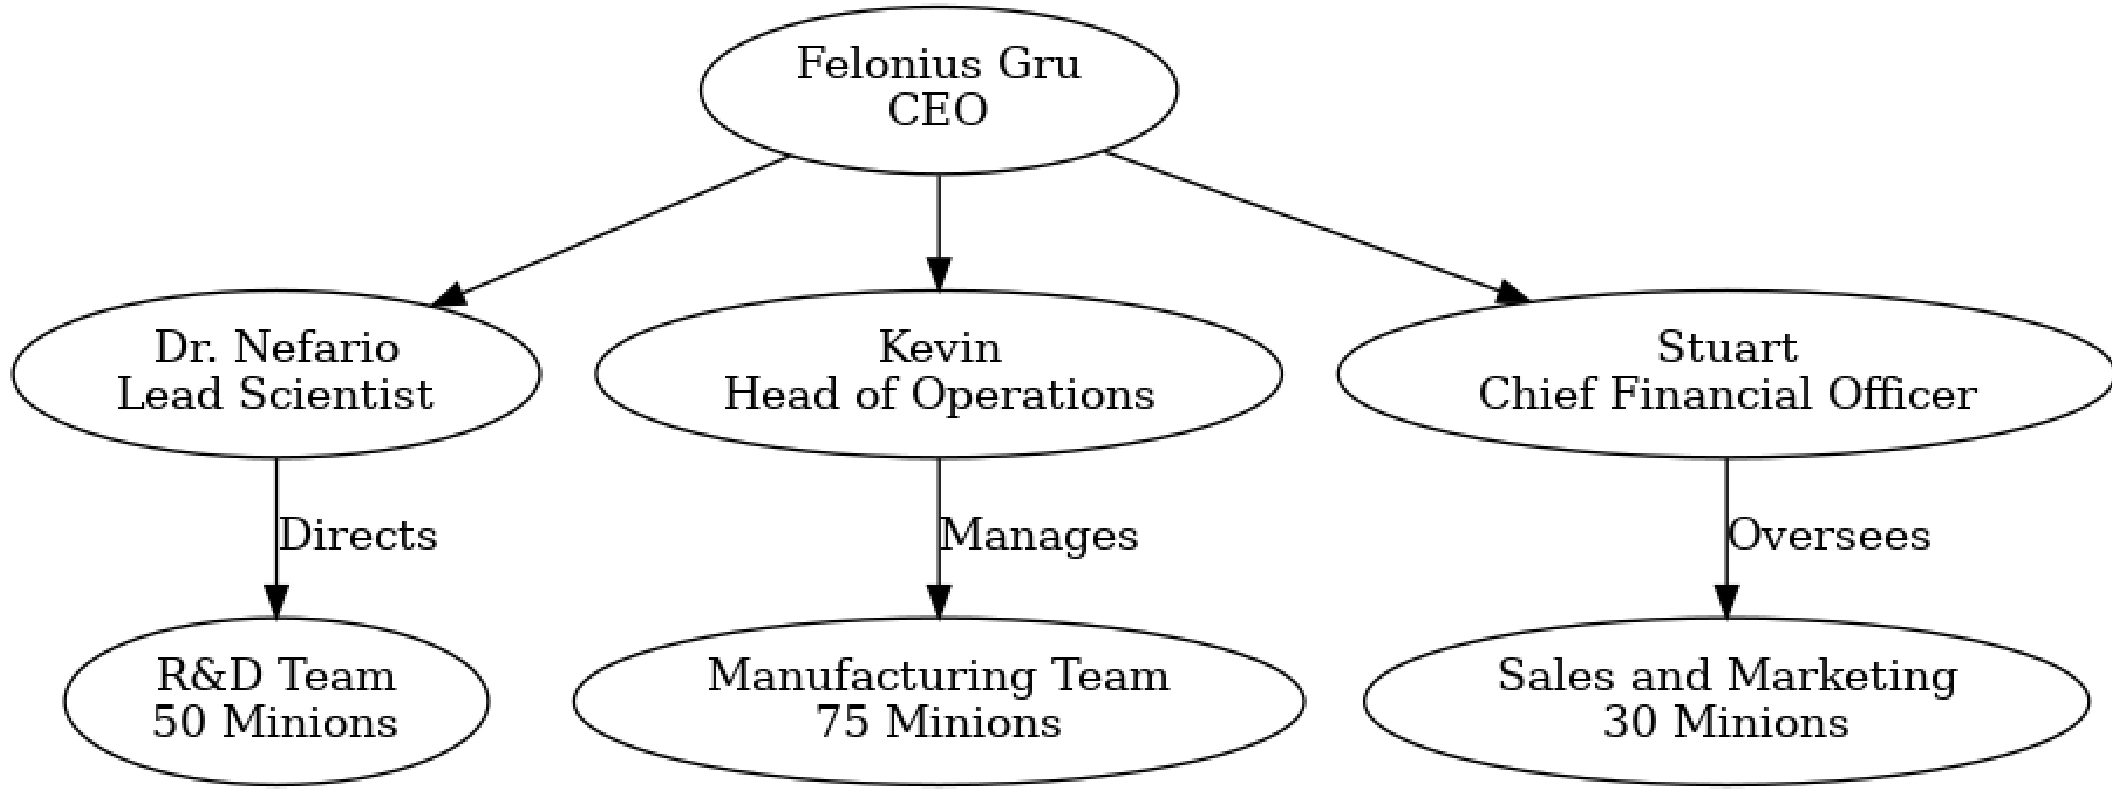 Felonius Gru
CEO
Dr. Nefario
Lead Scientist
Kevin
Head of Operations
Stuart
Chief Financial Officer
Directs
Manages
Oversees
R&D Team
50 Minions
Manufacturing Team
75 Minions
Sales and Marketing
30 Minions